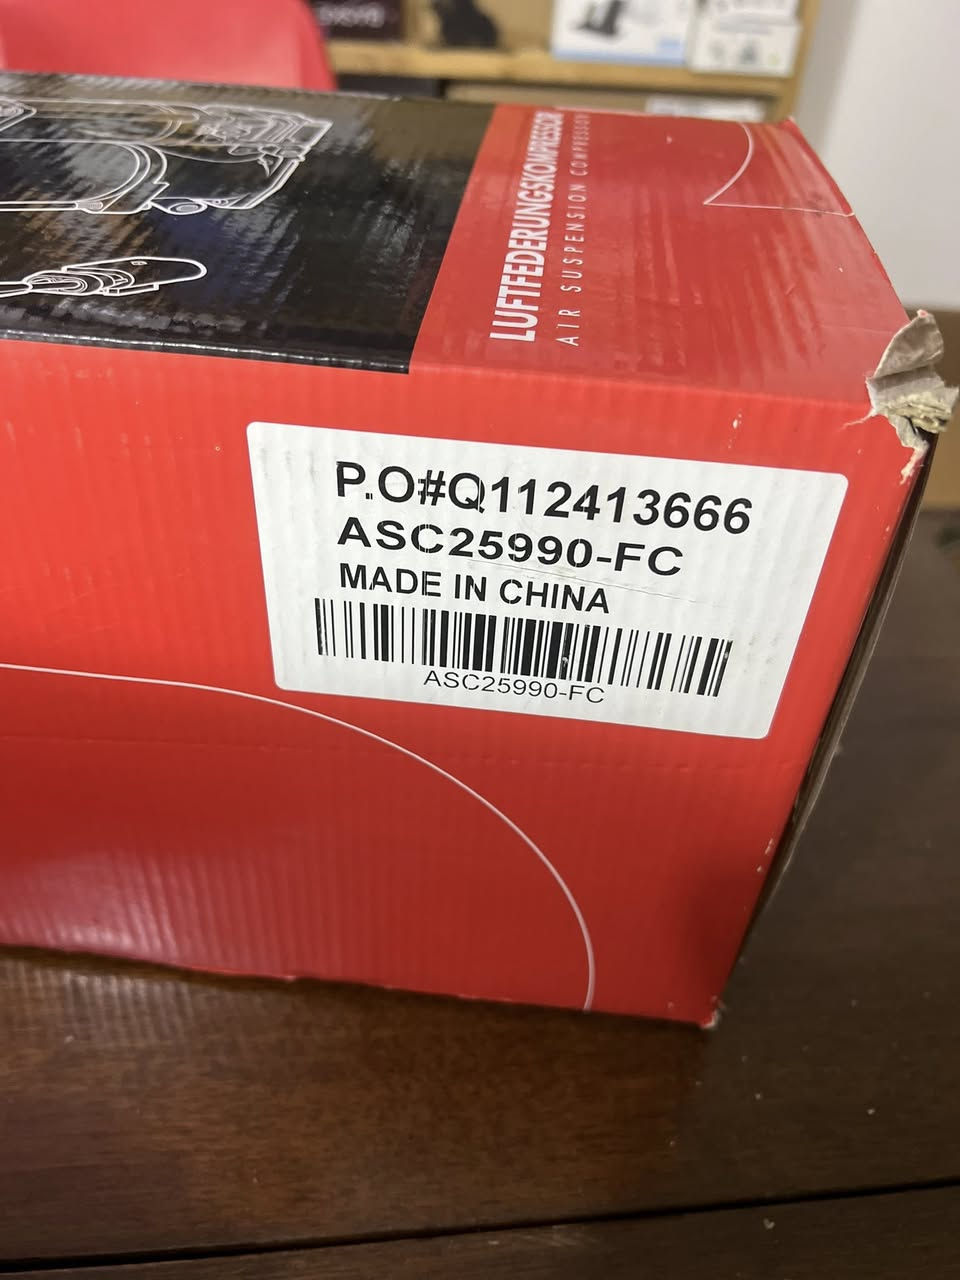 LUFTFEDERUNGSKOMPRESSOR
AIR SUSPENSION COMPRESSOR
P.O#Q112413666
ASC25990-FC
MADE IN CHINA
ASC25990-FC